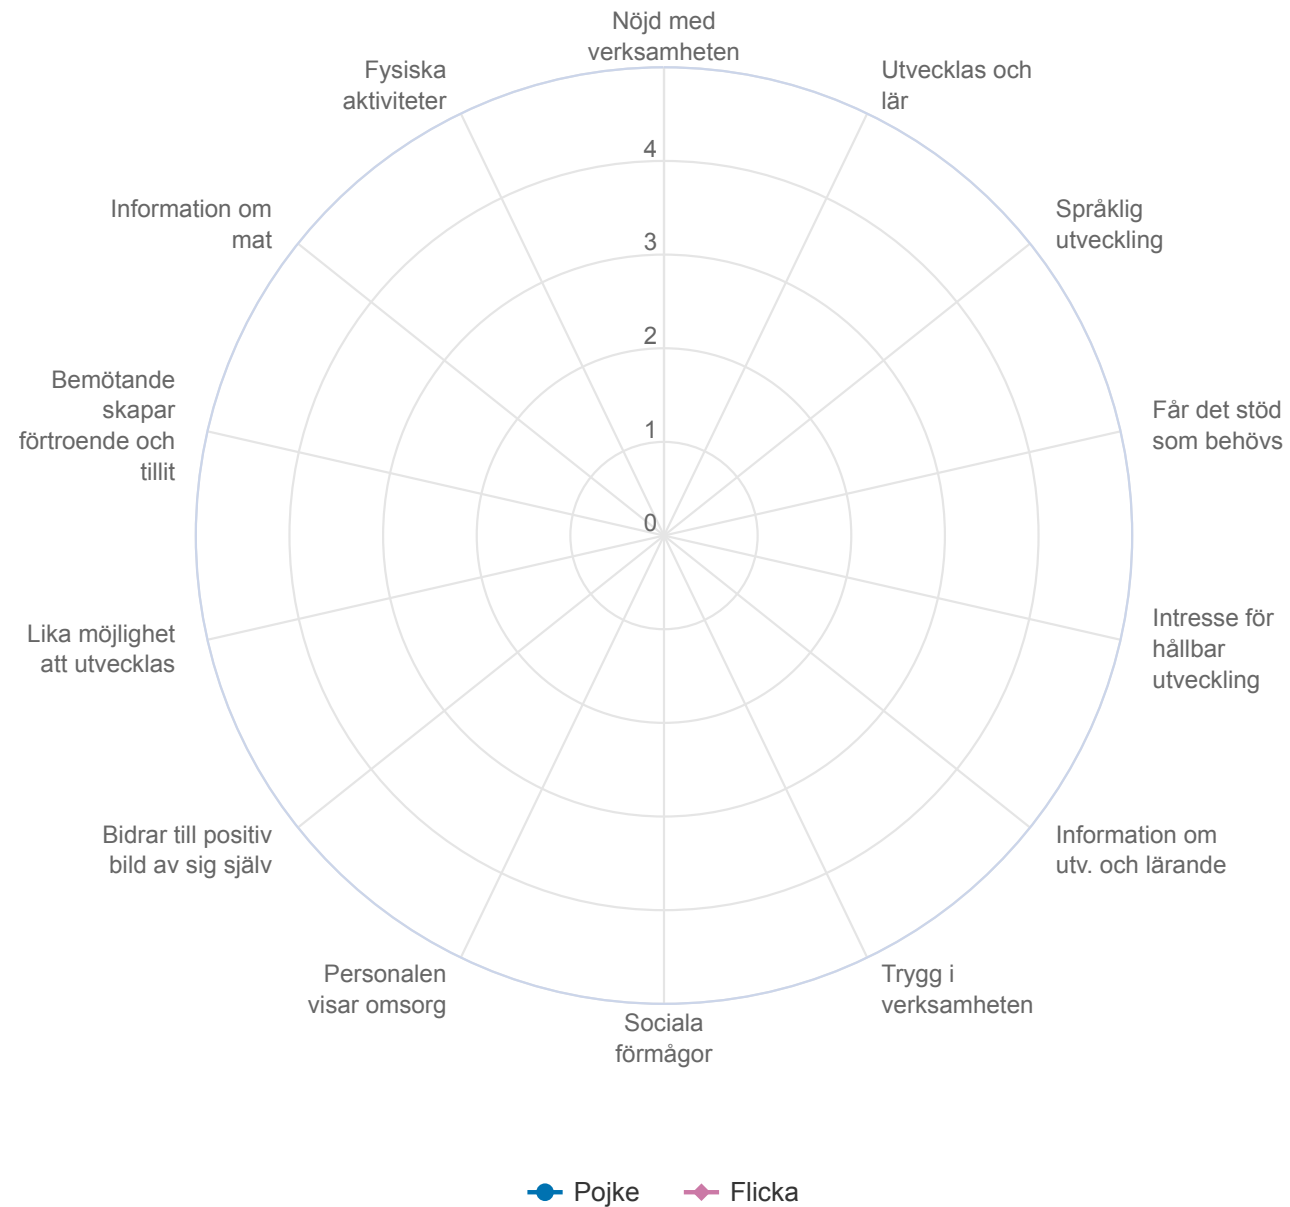 Nöjd med
verksamheten
Utvecklas och
lär
Språklig
utveckling
Får det stöd
som behövs
Intresse för
hållbar
utveckling
Information om
utv. och lärande
Trygg i
verksamheten
Sociala
förmågor
Personalen
visar omsorg
Bidrar till positiv
bild av sig själv
Lika möjlighet
att utvecklas
Bemötande
skapar
förtroende och
tillit
Information om
mat
Fysiska
aktiviteter
4
3
2
1
0
Pojke
Flicka